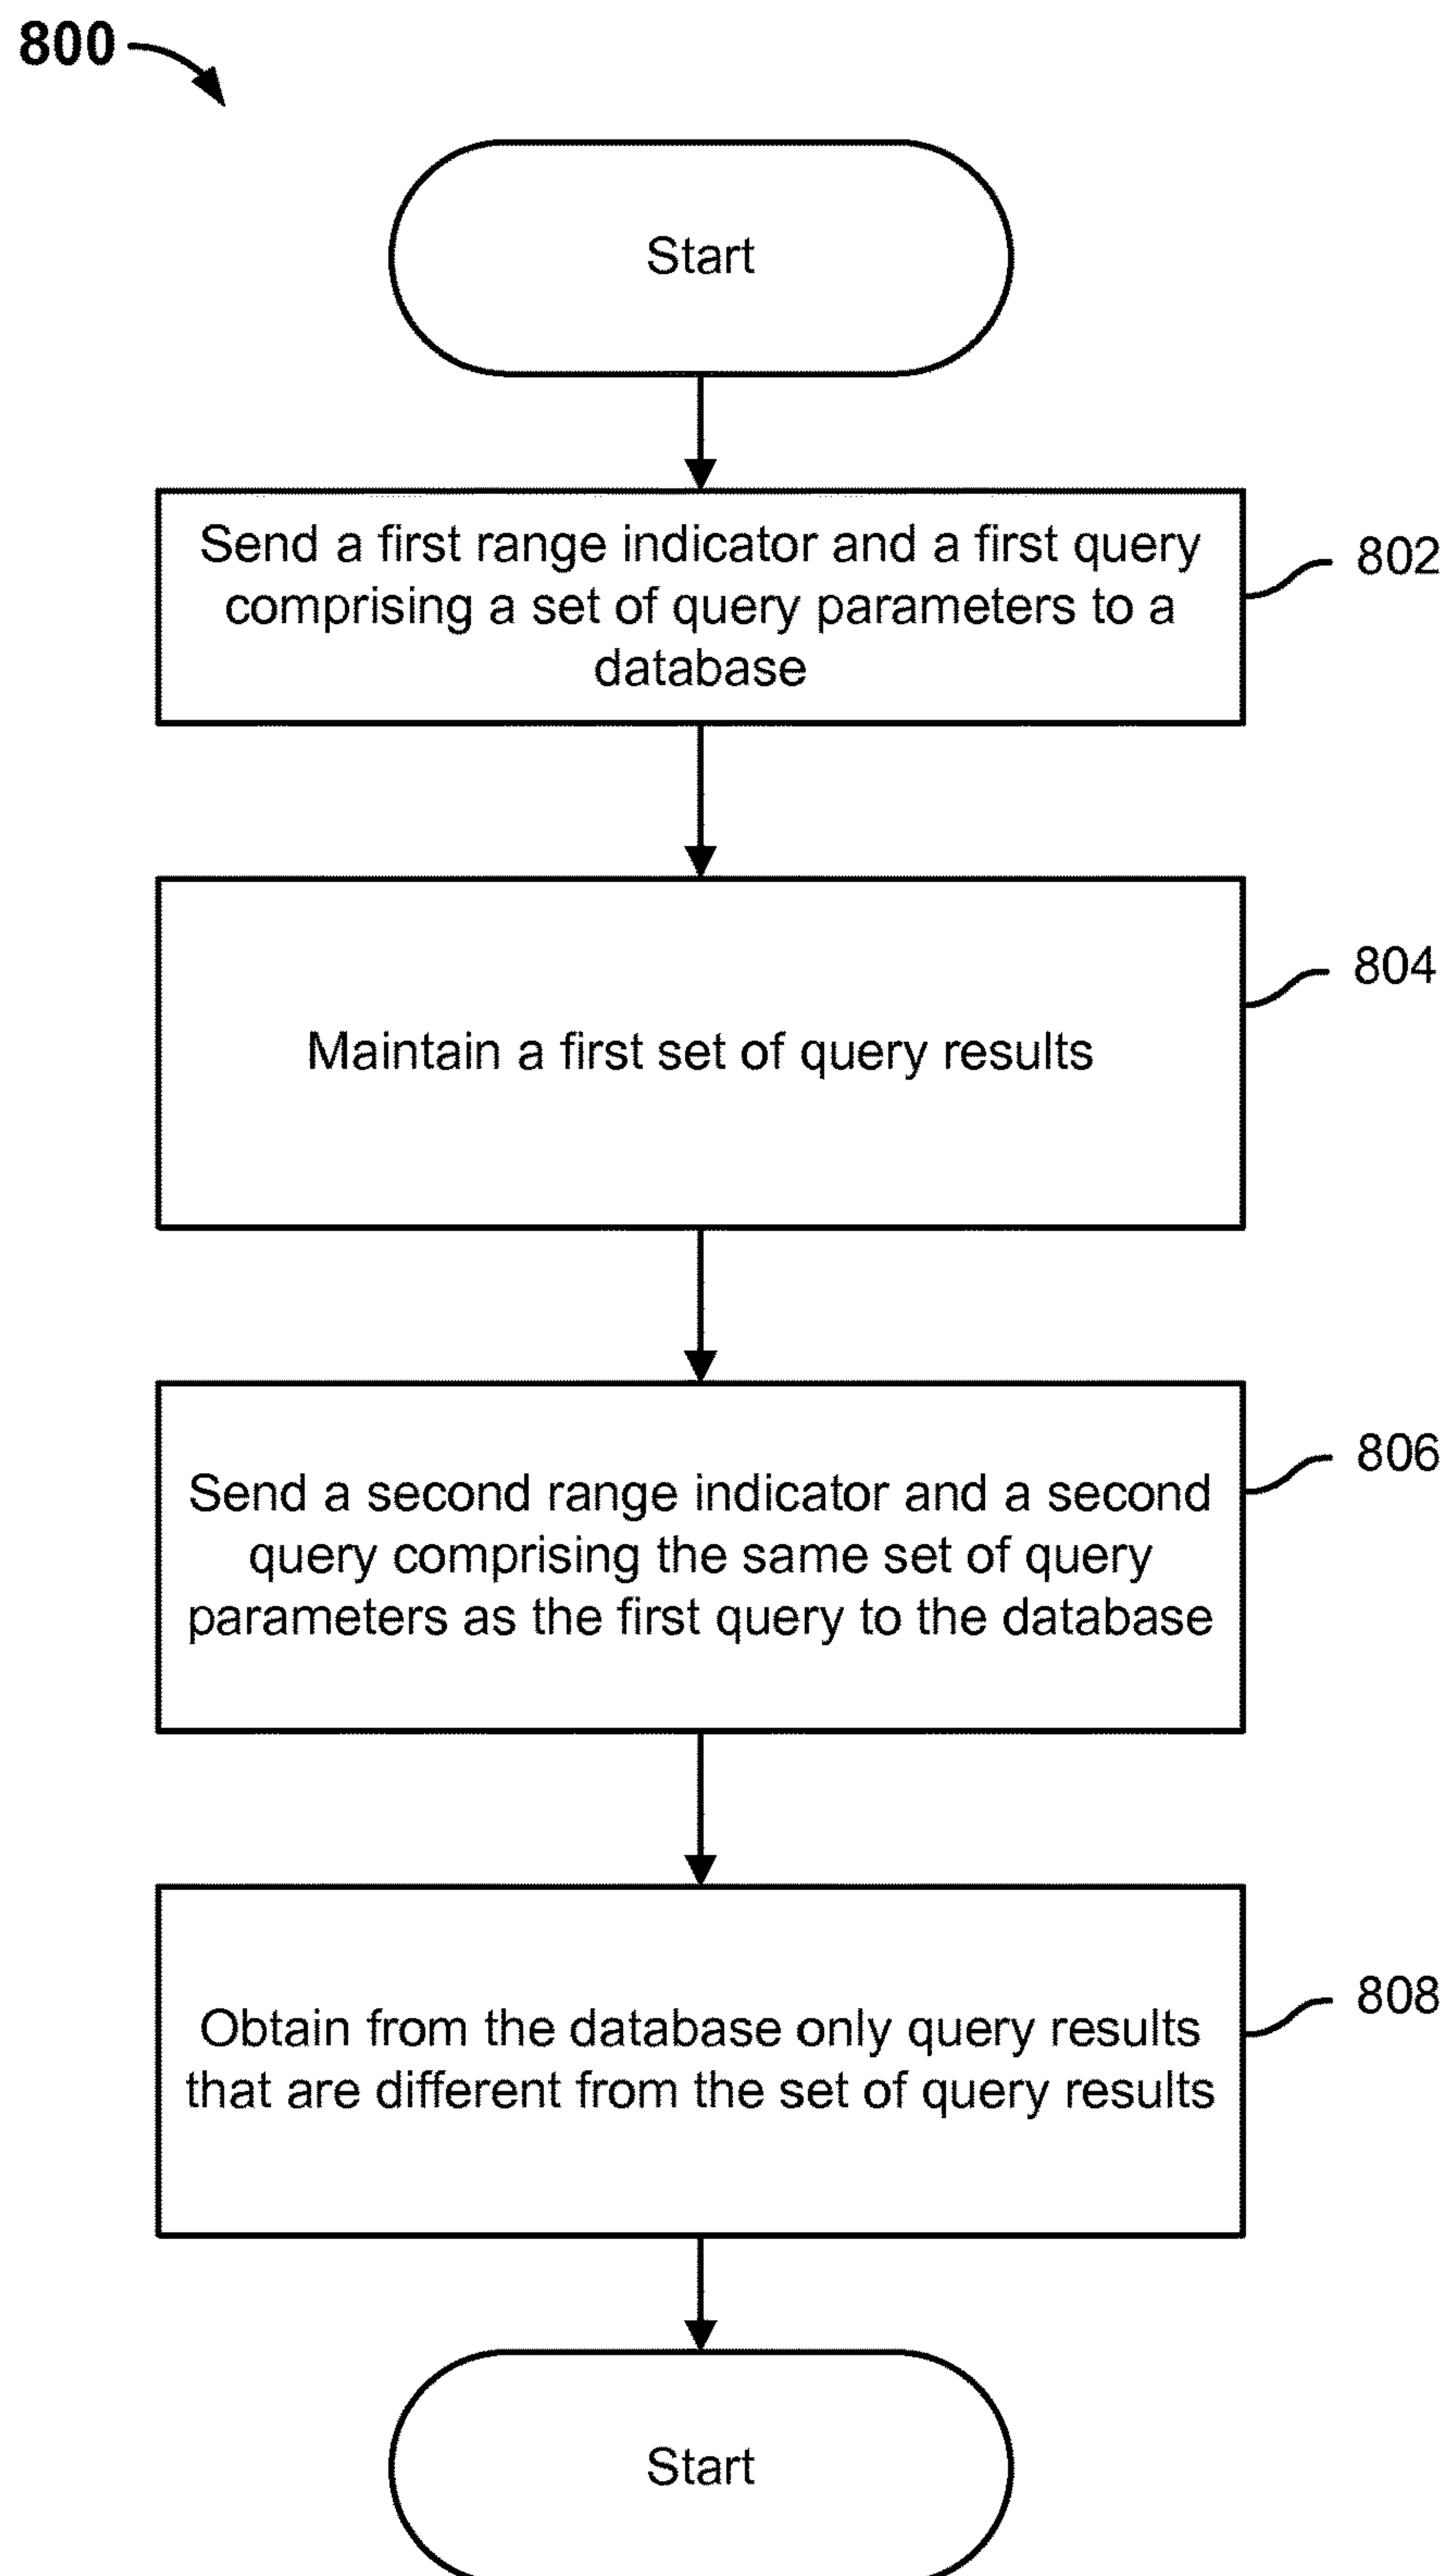 800
Start
Send a first range indicator and a first query
comprising a set of query parameters to a
database
802
Maintain a first set of query results
804
Send a second range indicator and a second
query comprising the same set of query
parameters as the first query to the database
806
Obtain from the database only query results
that are different from the set of query results
808
Start